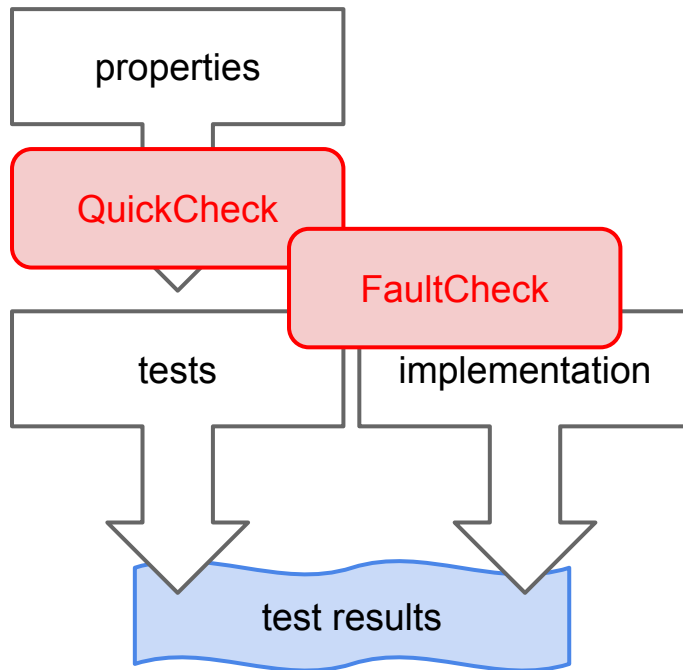 properties
QuickCheck
FaultCheck
tests
implementation
test results